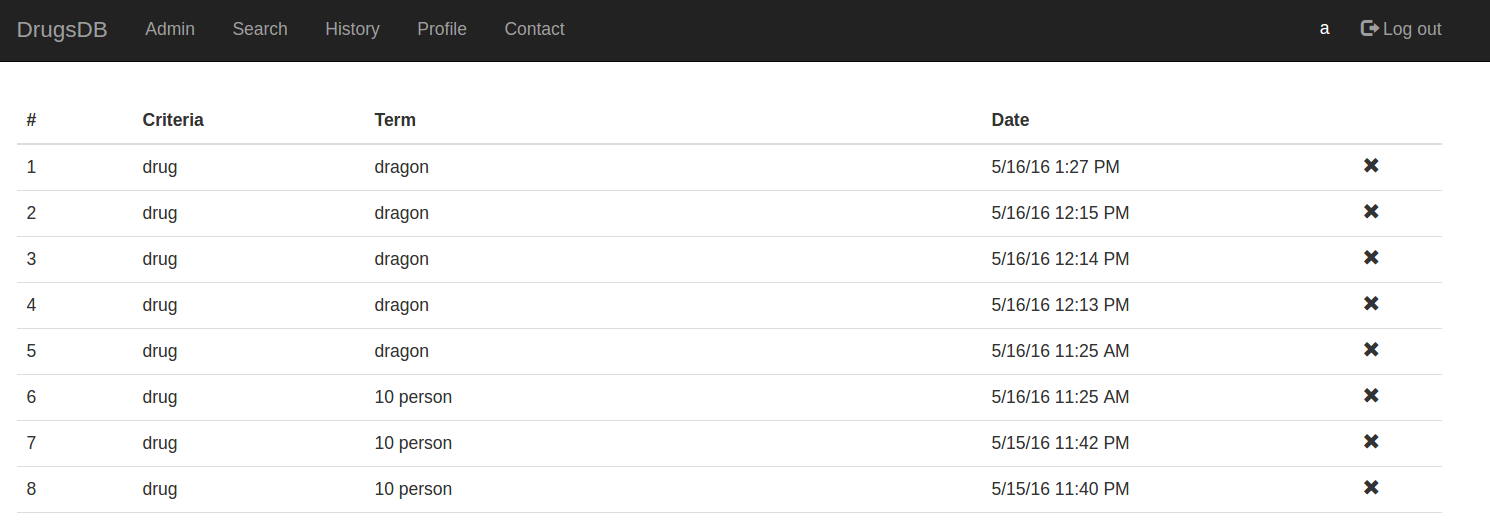 DrugsDB Admin Search History Profile Contact a Log out
# Criteria Term Date
1 drug dragon 5/16/16 1:27 PM
2 drug dragon 5/16/16 12:15 PM
3 drug dragon 5/16/16 12:14 PM
4 drug dragon 5/16/16 12:13 PM
5 drug dragon 5/16/16 11:25 AM
6 drug 10 person 5/16/16 11:25 AM
7 drug 10 person 5/15/16 11:42 PM
8 drug 10 person 5/15/16 11:40 PM